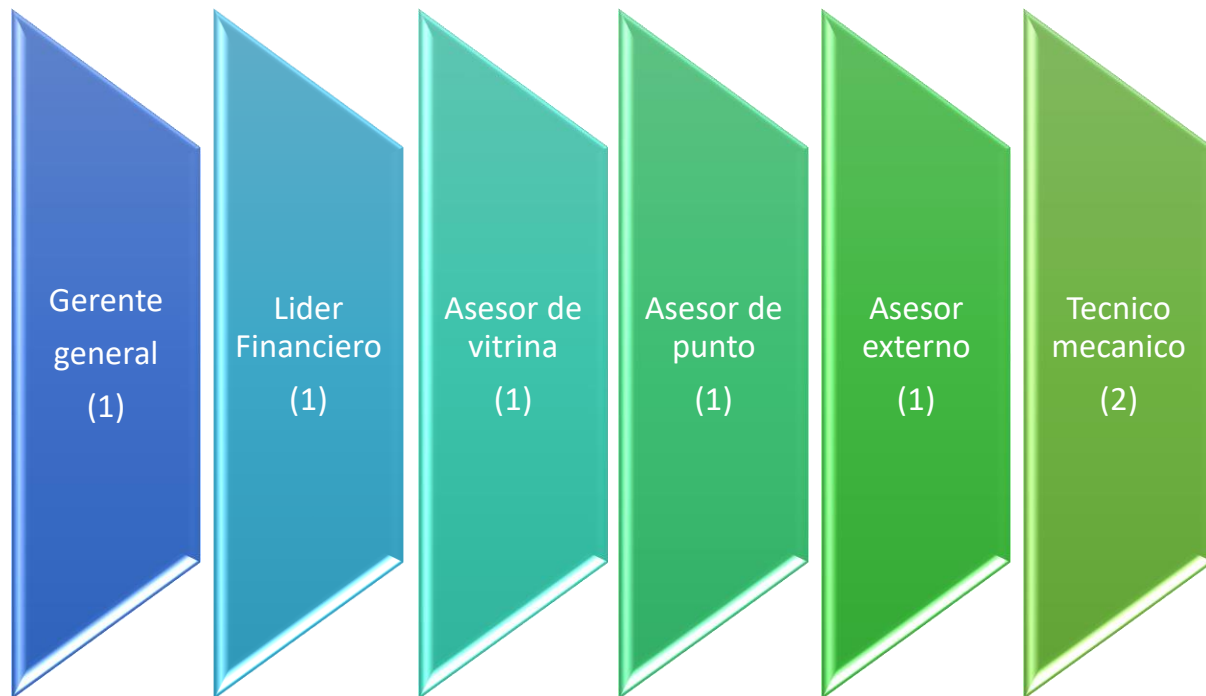 Gerente
general
(1)
Lider
Financiero
(1)
Asesor de
vitrina
(1)
Asesor de
punto
(1)
Asesor
externo
(1)
Tecnico
mecanico
(2)